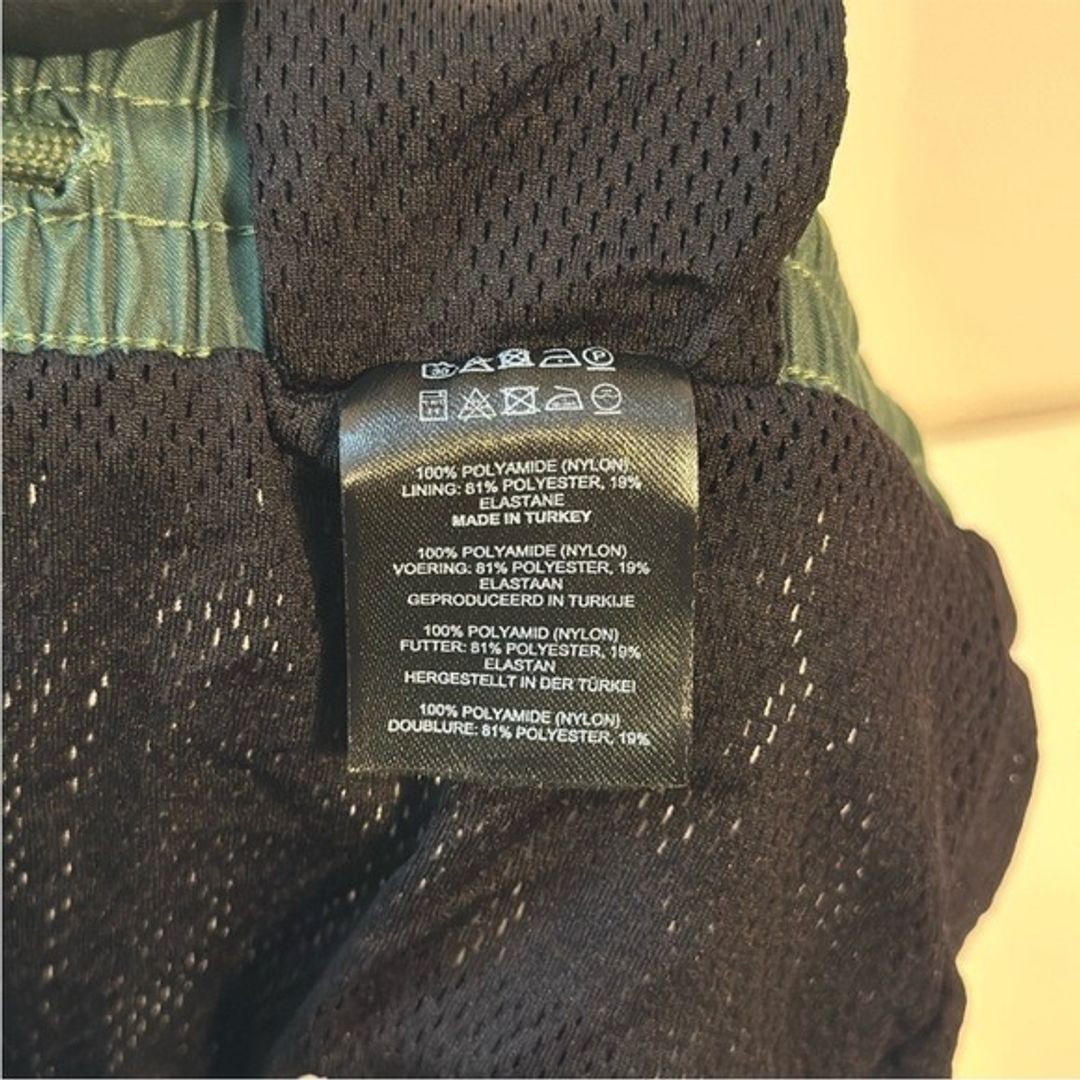 30 P
100% POLYAMIDE (NYLON)
LINING: 81% POLYESTER, 19%
ELASTANE
MADE IN TURKEY
100% POLYAMIDE (NYLON)
VOERING: 81% POLYESTER, 19%
ELASTAAN
GEPRODUCEERD IN TURKIJE
100% POLYAMID (NYLON)
FUTTER: 81% POLYESTER, 19%
ELASTAN
HERGESTELLT IN DER TÜRKEI
100% POLYAMIDE (NYLON)
DOUBLURE: 81% POLYESTER, 19%